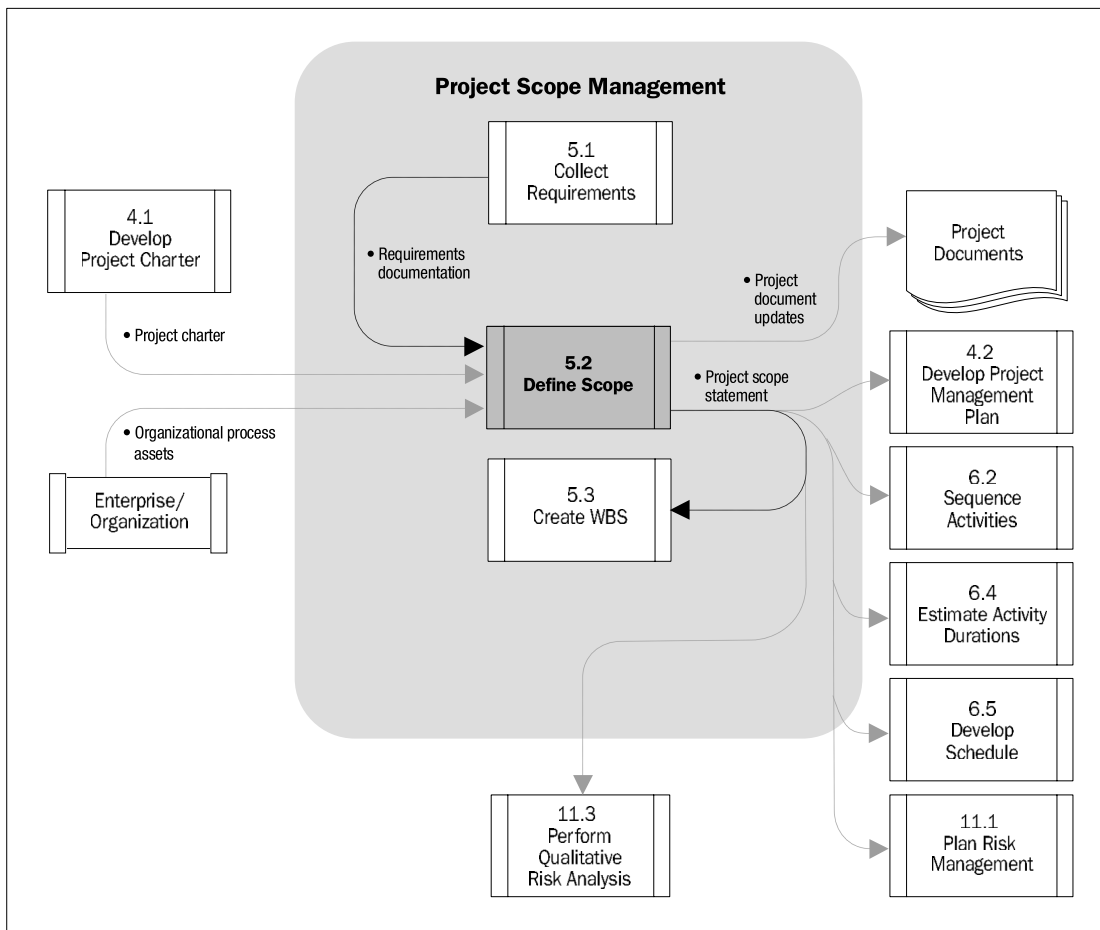 Project Scope Management
5.1
Collect
Requirements
4.1
Develop
Project Charter
• Requirements
documentation
• Project charter
• Organizational process
assets
Enterprise/
Organization
5.2
Define Scope
• Project
document
updates
• Project scope
statement
5.3
Create WBS
Project
Documents
4.2
Develop Project
Management
Plan
6.2
Sequence
Activities
6.4
Estimate Activity
Durations
6.5
Develop
Schedule
11.3
Perform
Qualitative
Risk Analysis
11.1
Plan Risk
Management